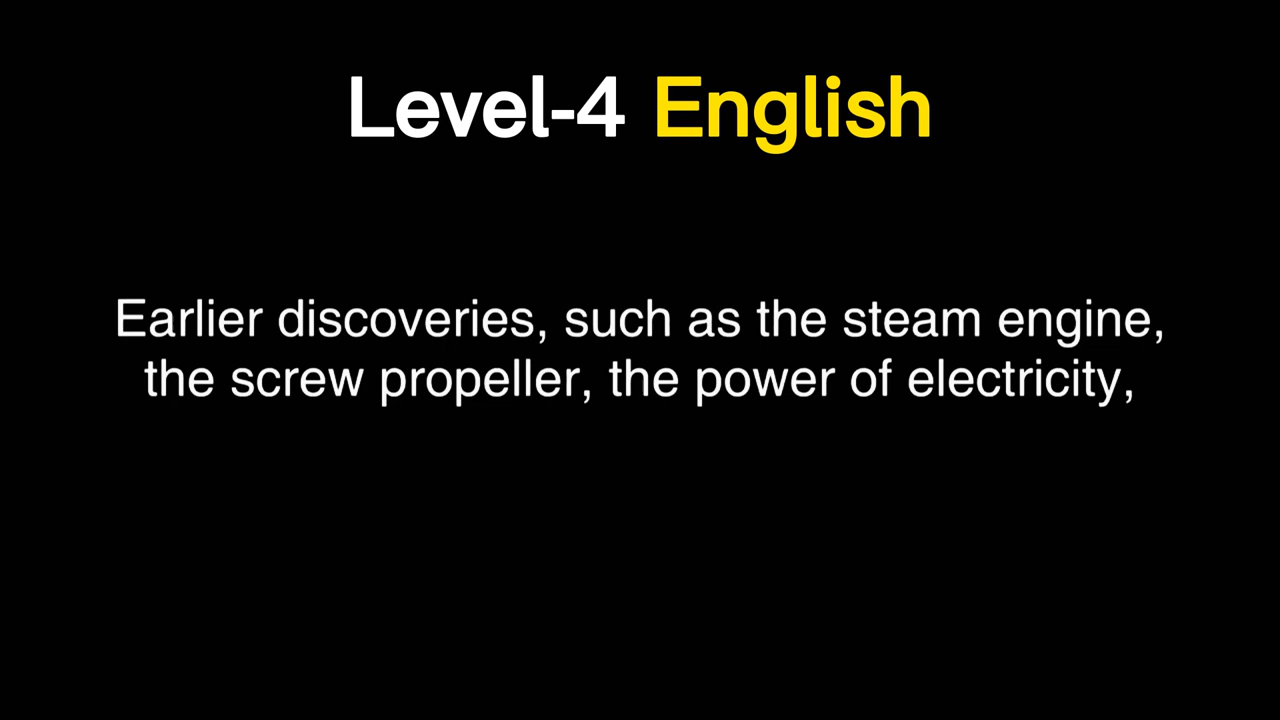 Level-4 English
Earlier discoveries, such as the steam engine,
the screw propeller, the power of electricity,